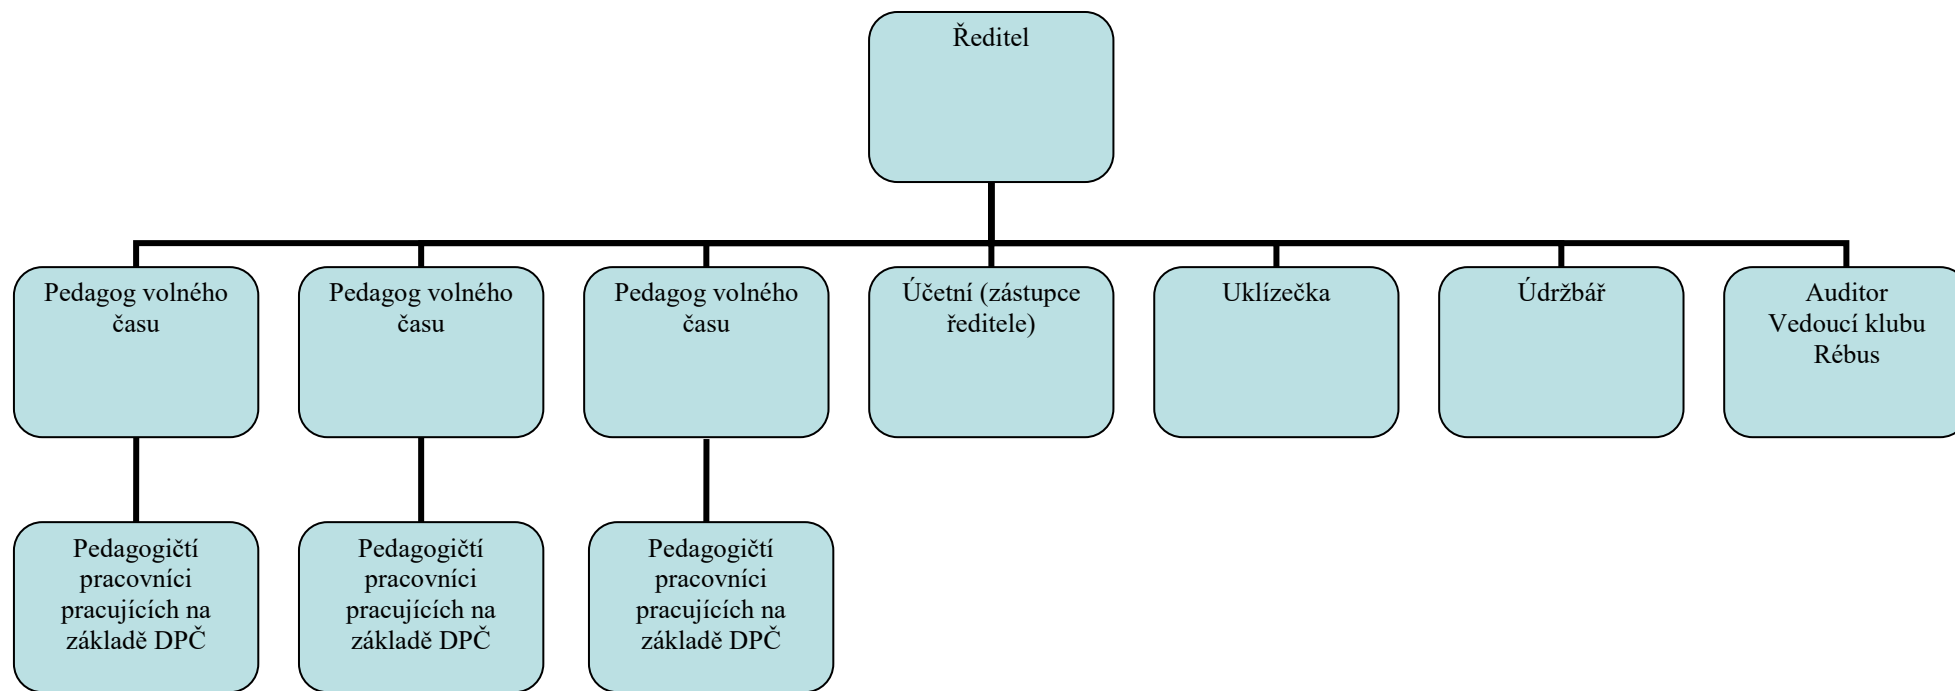 Ředitel
Pedagog volného
času
Pedagog volného
času
Pedagog volného
času
Účetní (zástupce
ředitele)
Uklízečka
Údržbář
Auditor
Vedoucí klubu
Rébus
Pedagogičtí
pracovníci
pracujících na
základě DPČ
Pedagogičtí
pracovníci
pracujících na
základě DPČ
Pedagogičtí
pracovníci
pracujících na
základě DPČ